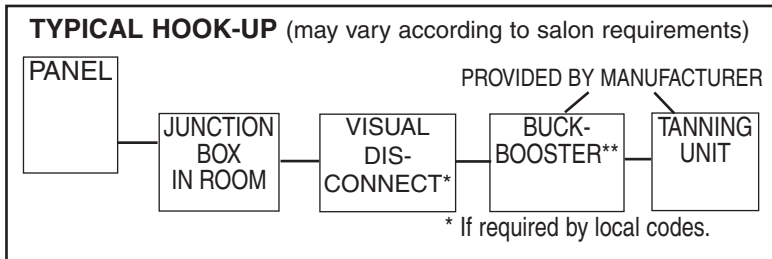 TYPICAL HOOK-UP (may vary according to salon requirements)
PANEL
PROVIDED BY MANUFACTURER
JUNCTION
BOX
IN ROOM
VISUAL
DIS-
CONNECT*
BUCK-
BOOSTER**
TANNING
UNIT
* If required by local codes.